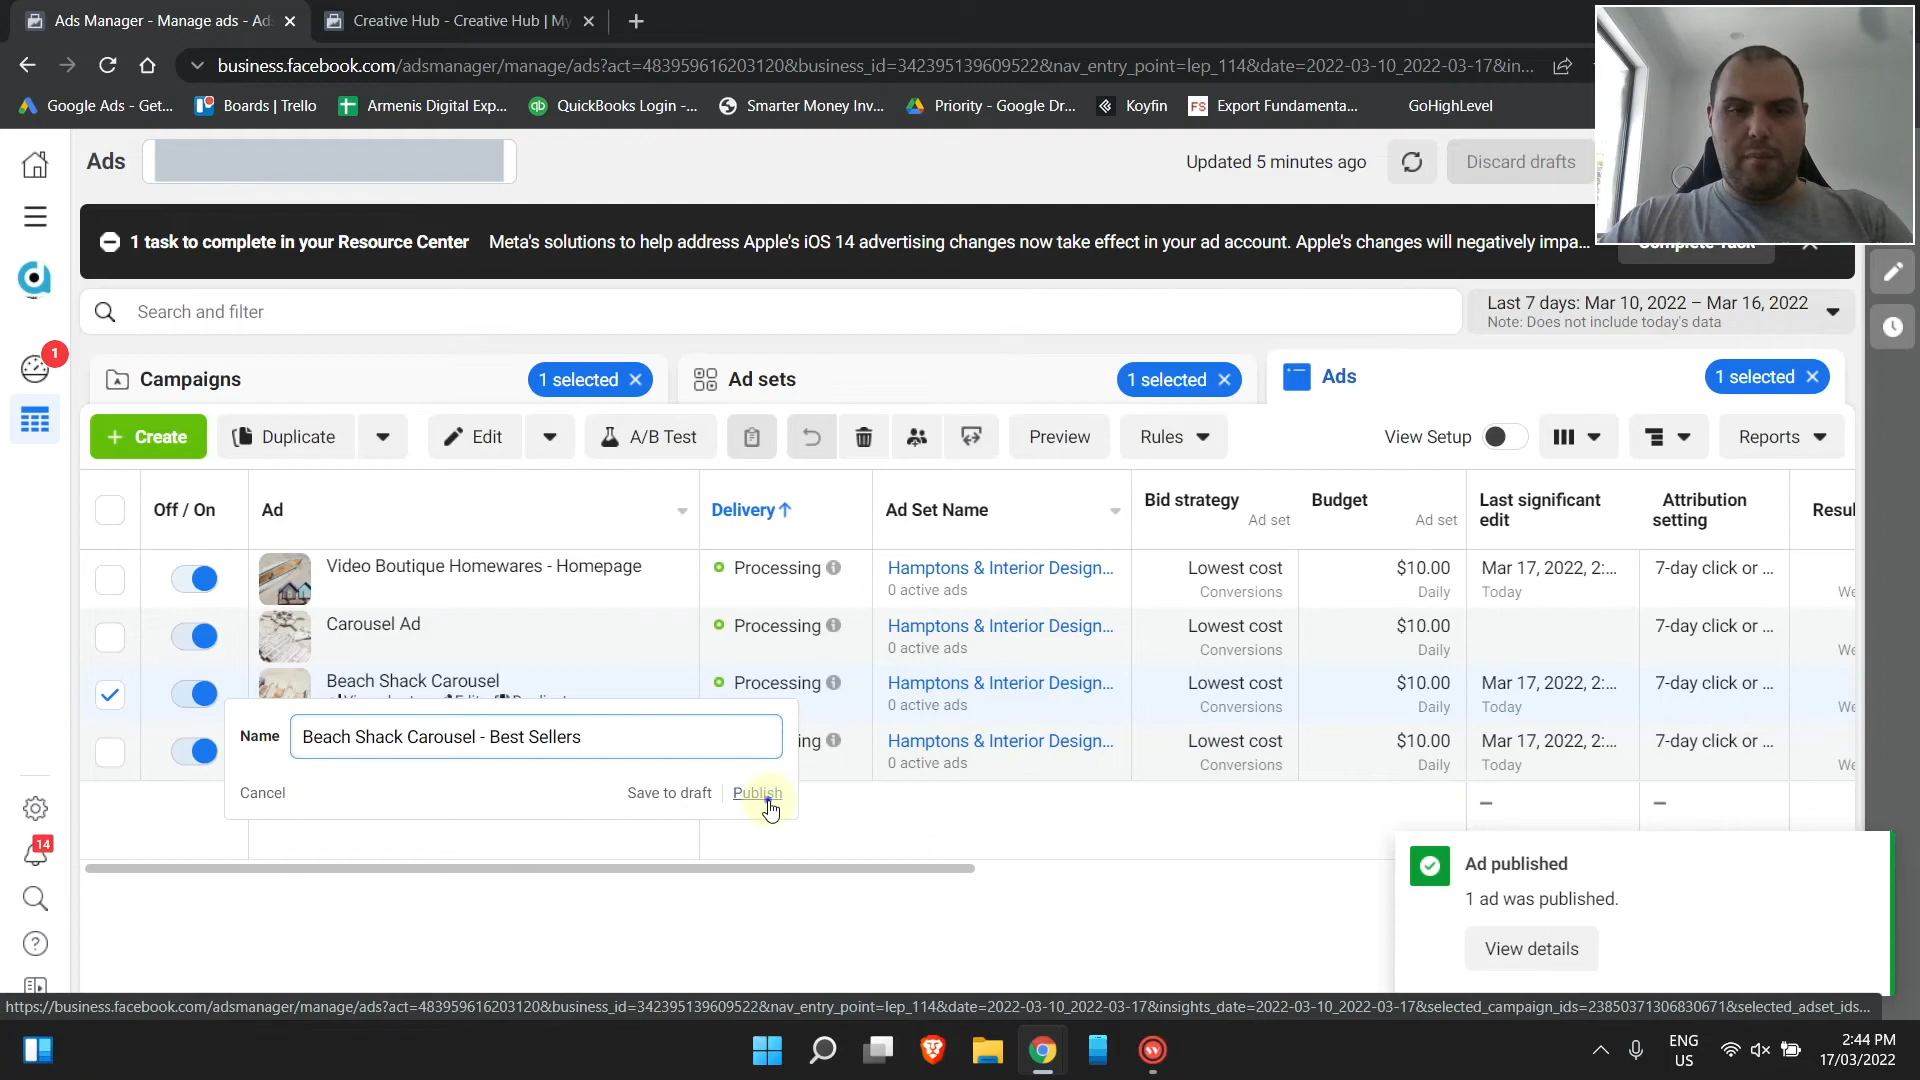 Ads Manager - Manage ads - Ad
Creative Hub - Creative Hub | My
business.facebook.com/adsmanager/manage/ads?act=483959616203120&business_id=342395139609522&nav_entry_point=lep_114&date=2022-03-10_2022-03-17&in...
Google Ads - Get...
Boards | Trello
Armenis Digital Exp...
QuickBooks Login -...
Smarter Money Inv...
Priority - Google Dr...
Koyfin
FS Export Fundamenta...
GoHighLevel
Ads
Updated 5 minutes ago
Discard drafts
1 task to complete in your Resource Center Meta's solutions to help address Apple's iOS 14 advertising changes now take effect in your ad account. Apple's changes will negatively impa...
Complete Task
Search and filter
Last 7 days: Mar 10, 2022 – Mar 16, 2022
Note: Does not include today's data
1
Campaigns
1 selected
Ad sets
1 selected
Ads
1 selected
+ Create
Duplicate
Edit
A/B Test
Preview
Rules
View Setup
Reports
Off / On
Ad
Delivery↑
Ad Set Name
Bid strategy
Ad set
Budget
Ad set
Last significant edit
Attribution setting
Resul
Video Boutique Homewares - Homepage
Processing
Hamptons & Interior Design...
0 active ads
Lowest cost
Conversions
$10.00
Daily
Mar 17, 2022, 2:...
Today
7-day click or ...
We
Carousel Ad
Processing
Hamptons & Interior Design...
0 active ads
Lowest cost
Conversions
$10.00
Daily
7-day click or ...
We
Beach Shack Carousel
Processing
Hamptons & Interior Design...
0 active ads
Lowest cost
Conversions
$10.00
Daily
Mar 17, 2022, 2:...
Today
7-day click or ...
We
ing
Hamptons & Interior Design...
0 active ads
Lowest cost
Conversions
$10.00
Daily
Mar 17, 2022, 2:...
Today
7-day click or ...
We
Name
Beach Shack Carousel - Best Sellers
Cancel
Save to draft
Publish
–
–
14
Ad published
1 ad was published.
View details
https://business.facebook.com/adsmanager/manage/ads?act=483959616203120&business_id=342395139609522&nav_entry_point=lep_114&date=2022-03-10_2022-03-17&insights_date=2022-03-10_2022-03-17&selected_campaign_ids=23850371306830671&selected_adset_ids...
ENG
US
2:44 PM
17/03/2022